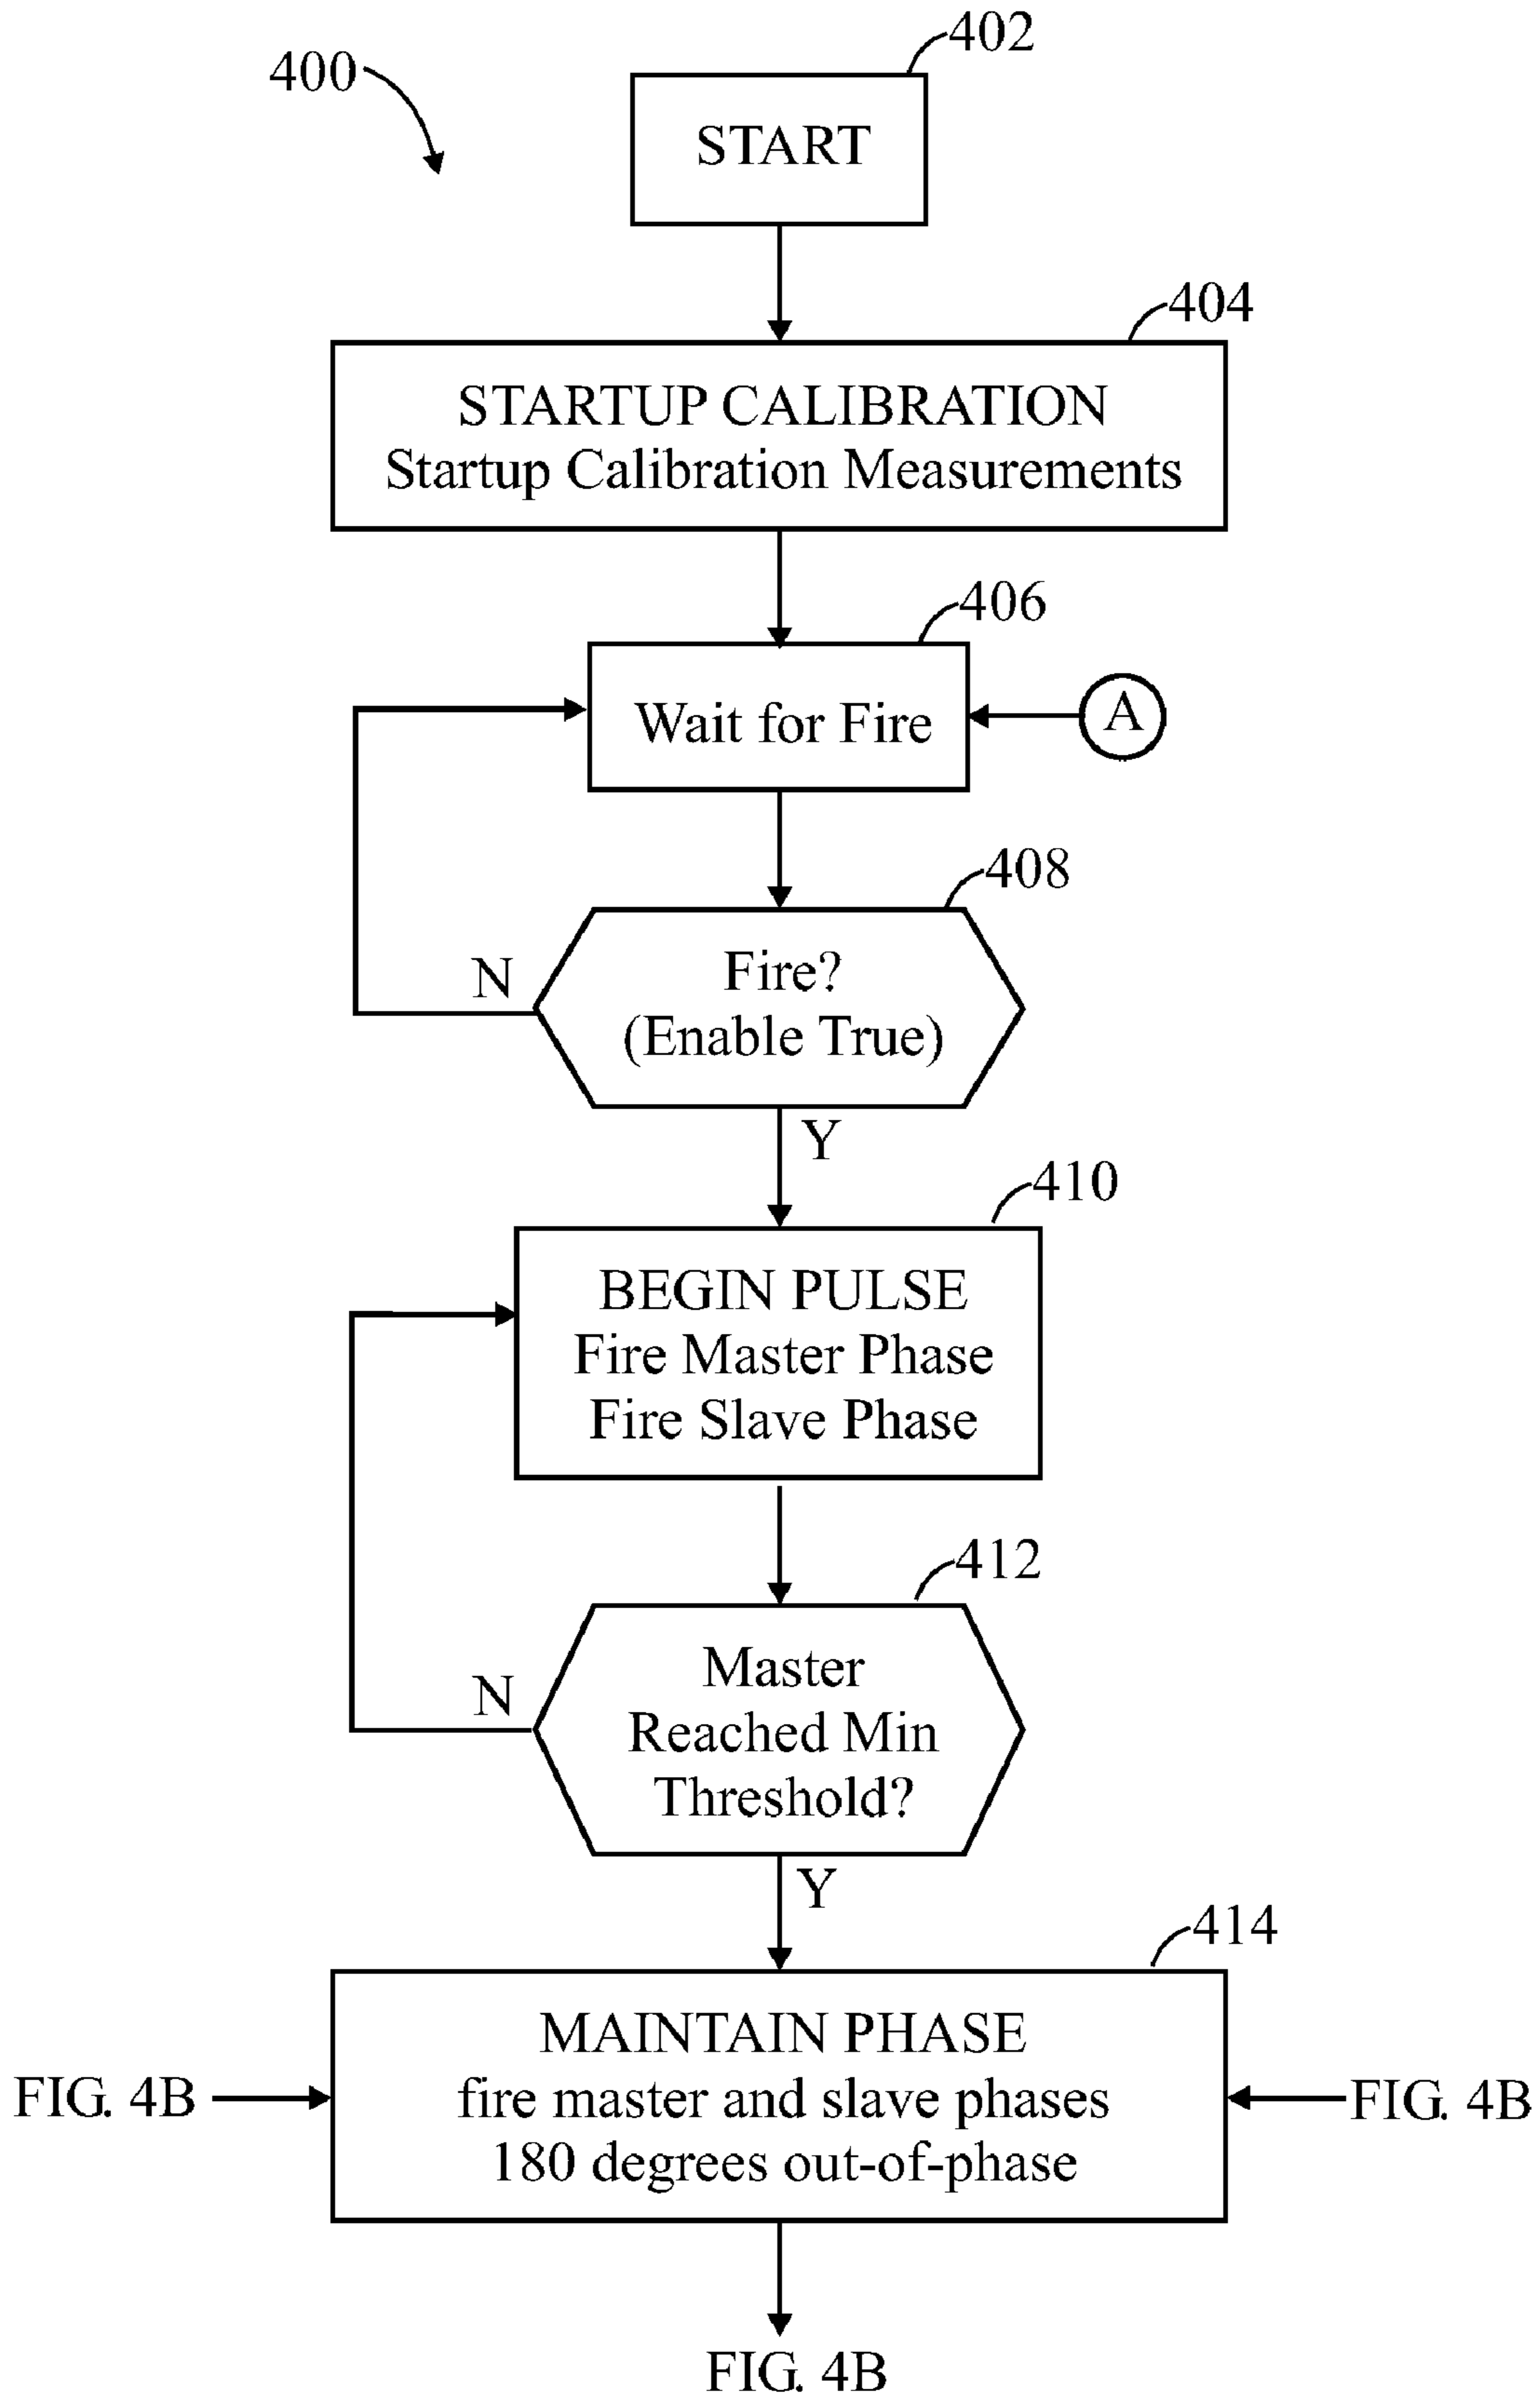 402
400
START
404
STARTUP CALIBRATION
Startup Calibration Measurements
406
Wait for Fire
A
408
Fire?
(Enable True)
N
Y
410
BEGIN PULSE
Fire Master Phase
Fire Slave Phase
412
Master
Reached Min
Threshold?
N
Y
414
MAINTAIN PHASE
fire master and slave phases
180 degrees out-of-phase
FIG. 4B
FIG. 4B
FIG. 4B